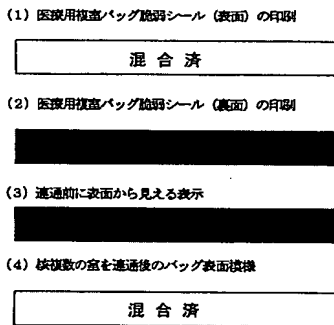 (1) 医療用複室バッグ脆弱シール (表面) の印刷
混合済
(2) 医療用複室バッグ脆弱シール (裏面) の印刷
(3) 連通前に表面から見える表示
(4) 該複数の室を連通後のバッグ表面模様
混合済